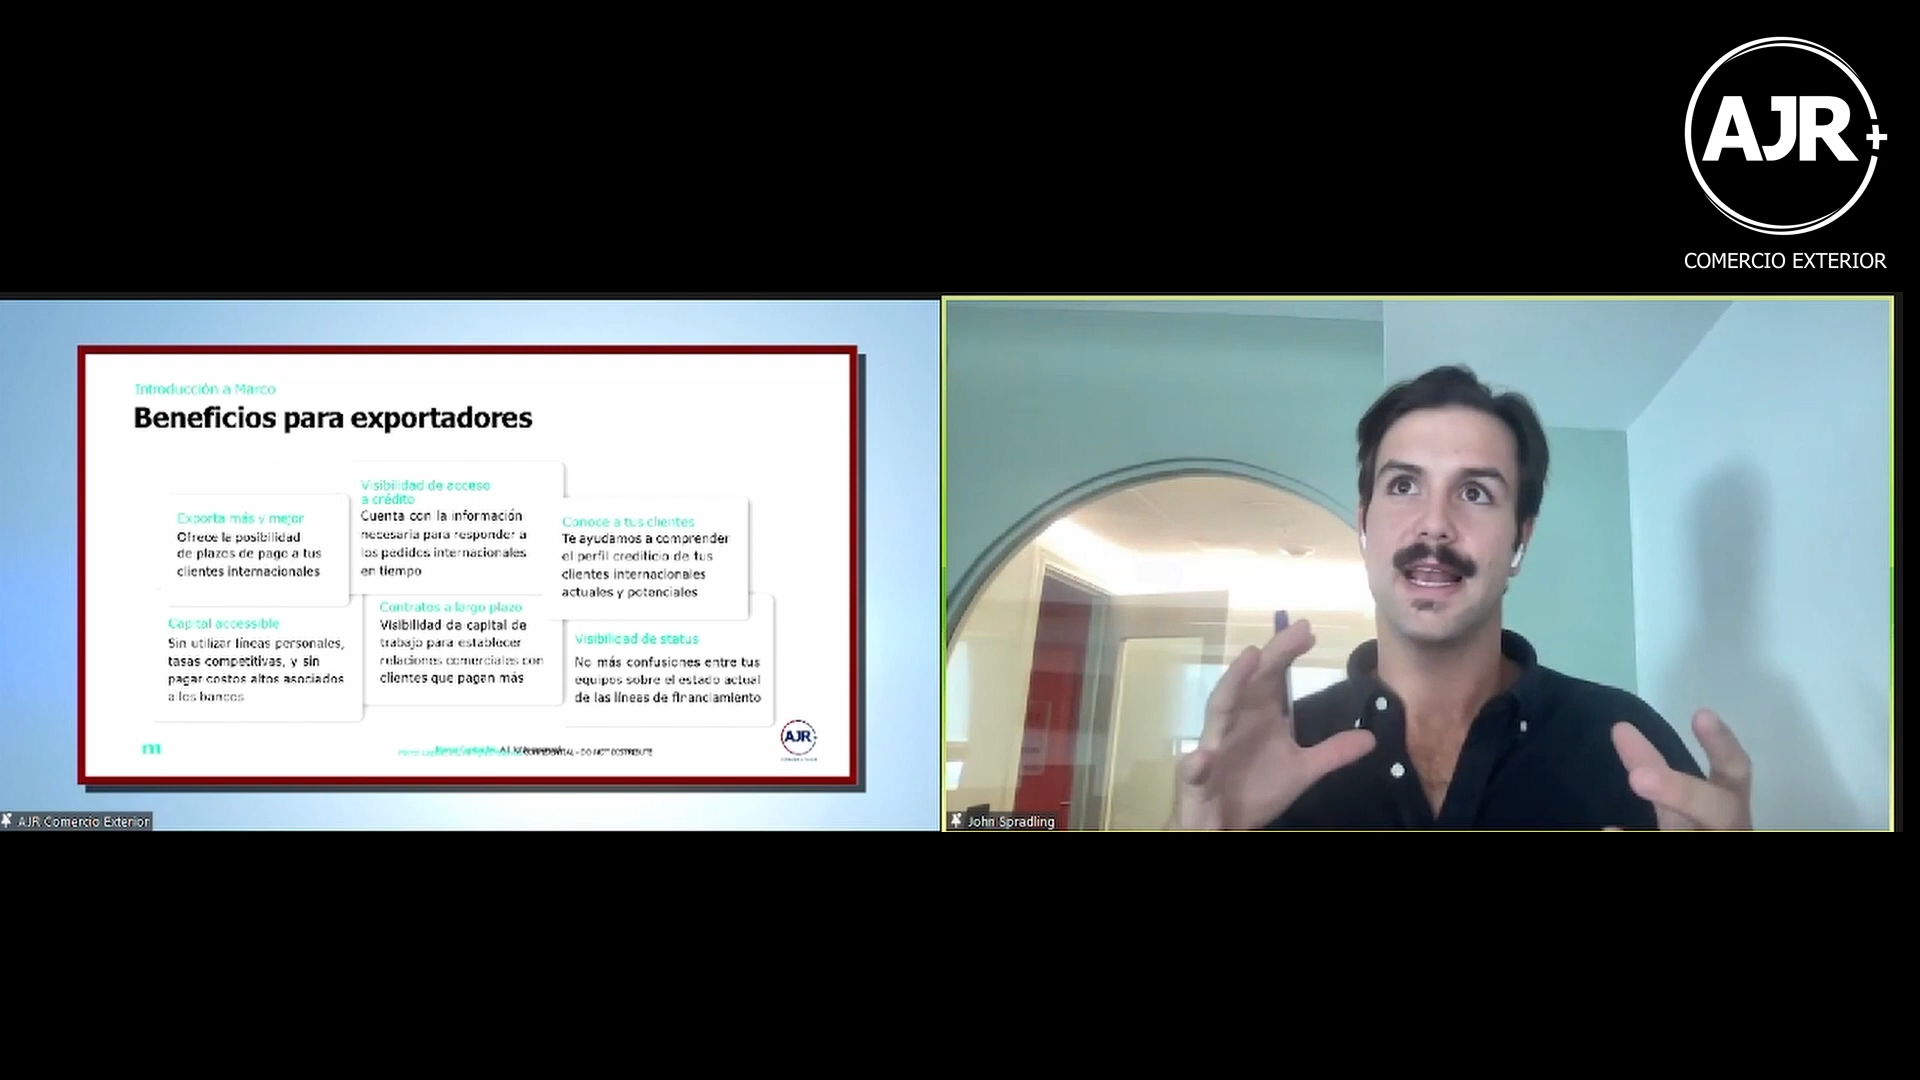 AJR+
COMERCIO EXTERIOR
Introducción a Marco
Beneficios para exportadores
Exporta más y mejor
Ofrece la posibilidad
de plazos de pago a tus
clientes internacionales
Visibilidad de acceso
a crédito
Cuenta con la información
necesaria para responder a
los pedidos internacionales
en tiempo
Conoce a tus clientes
Te ayudamos a comprender
el perfil crediticio de tus
clientes internacionales
actuales y potenciales
Capital accessible
Sin utilizar líneas personales,
tasas competitivas, y sin
pagar costos altos asociados
a los bancos
Contratos a largo plazo
Visibilidad da capital de
trabajo para establecer
relaciones comerciales con
clientes que pagan más
Visibilidad de status
No más confusiones entre tus
equipos sobre el estado actual
de las líneas de financiamiento
m
CONFIDENTIAL - DO NOT DISTRIBUTE
AJR+
AJR Comercio Exterior
John Spradling